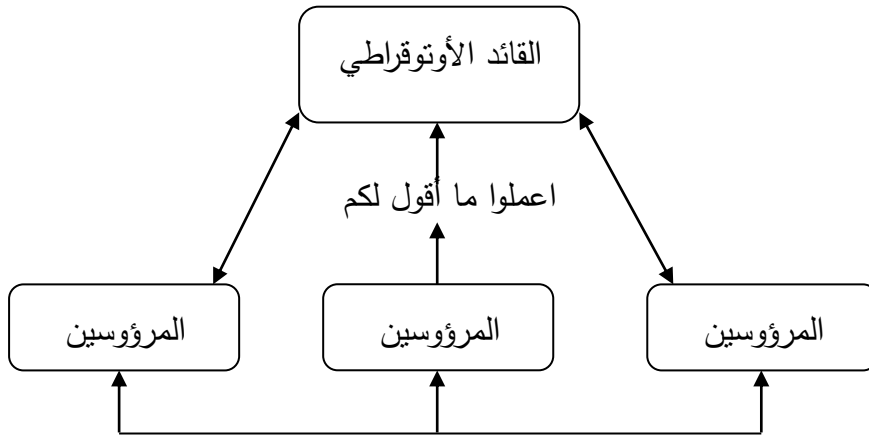 القائد الأوتوقراطي
اعملوا ما أقول لكم
المرؤوسين
المرؤوسين
المرؤوسين